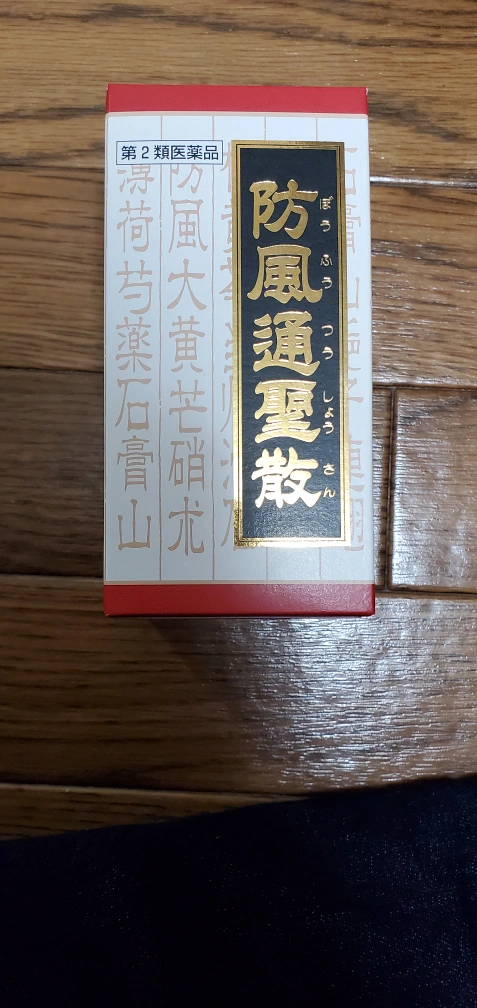 第2類医薬品
防風通聖散
ぼうふうつうしょうさん
防風大黄芒硝朮
薄荷芍薬石膏山